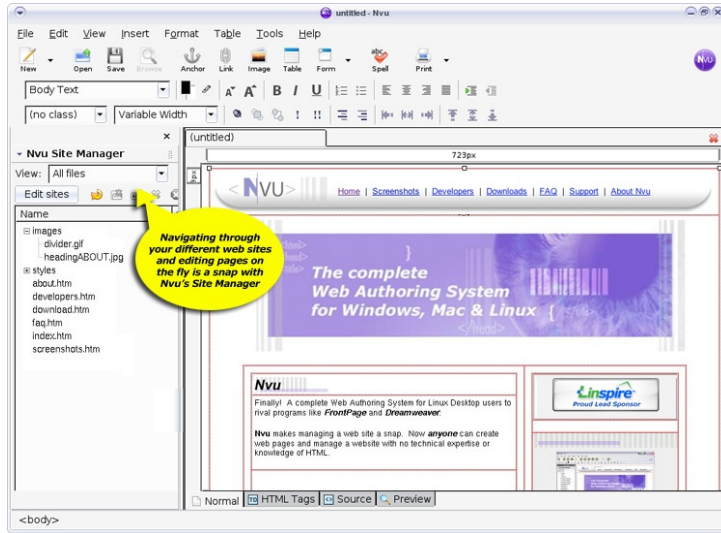 untitled - Nvu
File Edit View Insert Format Table Tools Help
New Open Save Browse Anchor Link Image Table Form Spell Print
Body Text
(no class) Variable Width
Nvu Site Manager
View: All files
Edit sites
Name
images
divider.gif
headingABOUT.jpg
styles
about.htm
developers.htm
download.htm
faq.htm
index.htm
screenshots.htm
Navigating through
your different web sites
and editing pages on
the fly is a snap with
Nvu's Site Manager
(untitled)
723px
<NVU>
Home | Screenshots | Developers | Downloads | FAQ | Support | About Nvu
The complete
Web Authoring System
for Windows, Mac & Linux
Nvu
Finally! A complete Web Authoring System for Linux Desktop users to
rival programs like FrontPage and Dreamweaver.
Nvu makes managing a web site a snap. Now anyone can create
web pages and manage a website with no technical expertise or
knowledge of HTML.
Linspire
Proud Lead Sponsor
Normal HTML Tags Source Preview
<body>